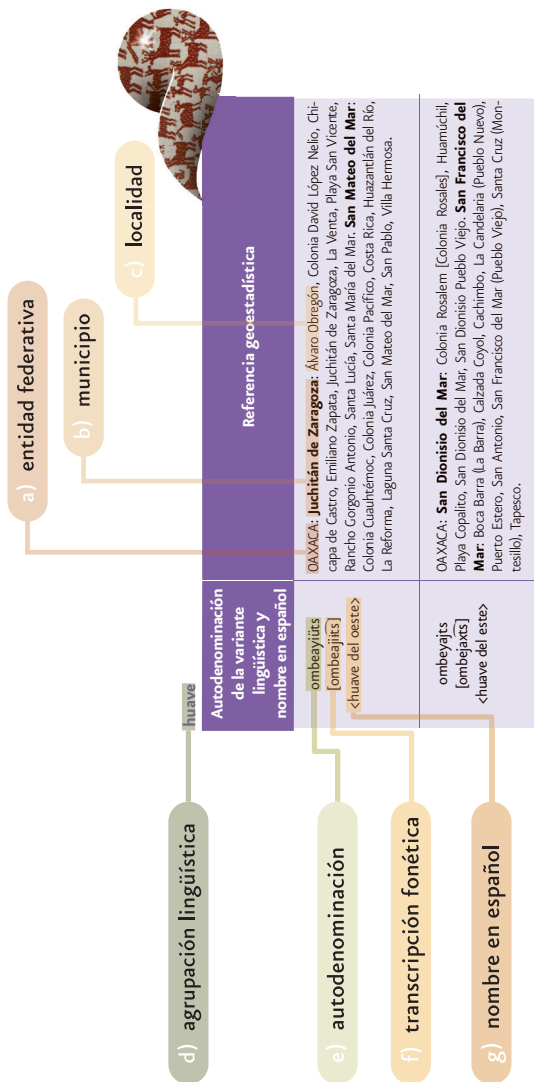 a) entidad federativa
b) municipio
c) localidad
d) agrupación lingüística
huave
Autodenominación
de la variante
lingüística y
nombre en español
Referencia geoestadística
e) autodenominación
f) transcripción fonética
g) nombre en español
ombeayiüts
[ombeajɨits]
<huave del oeste>
OAXACA: Juchitán de Zaragoza: Álvaro Obregón, Colonia David López Nelio, Chi-
capa de Castro, Emiliano Zapata, Juchitán de Zaragoza, La Venta, Playa San Vicente,
Rancho Gorgonio Antonio, Santa Lucía, Santa María del Mar. San Mateo del Mar:
Colonia Cuauhtémoc, Colonia Juárez, Colonia Pacífico, Costa Rica, Huazantlán del Río,
La Reforma, Laguna Santa Cruz, San Mateo del Mar, San Pablo, Villa Hermosa.
ombeyajts
<huave del este>
OAXACA: San Dionisio del Mar: Colonia Rosalem [Colonia Rosales], Huamúchil,
Playa Copalito, San Dionisio del Mar, San Dionisio Pueblo Viejo. San Francisco del
Mar: Boca Barra (La Barra), Calzada Coyol, Cachimbo, La Candelaria (Pueblo Nuevo),
Puerto Estero, San Antonio, San Francisco del Mar (Pueblo Viejo), Santa Cruz (Mon-
tesillo), Tapesco.